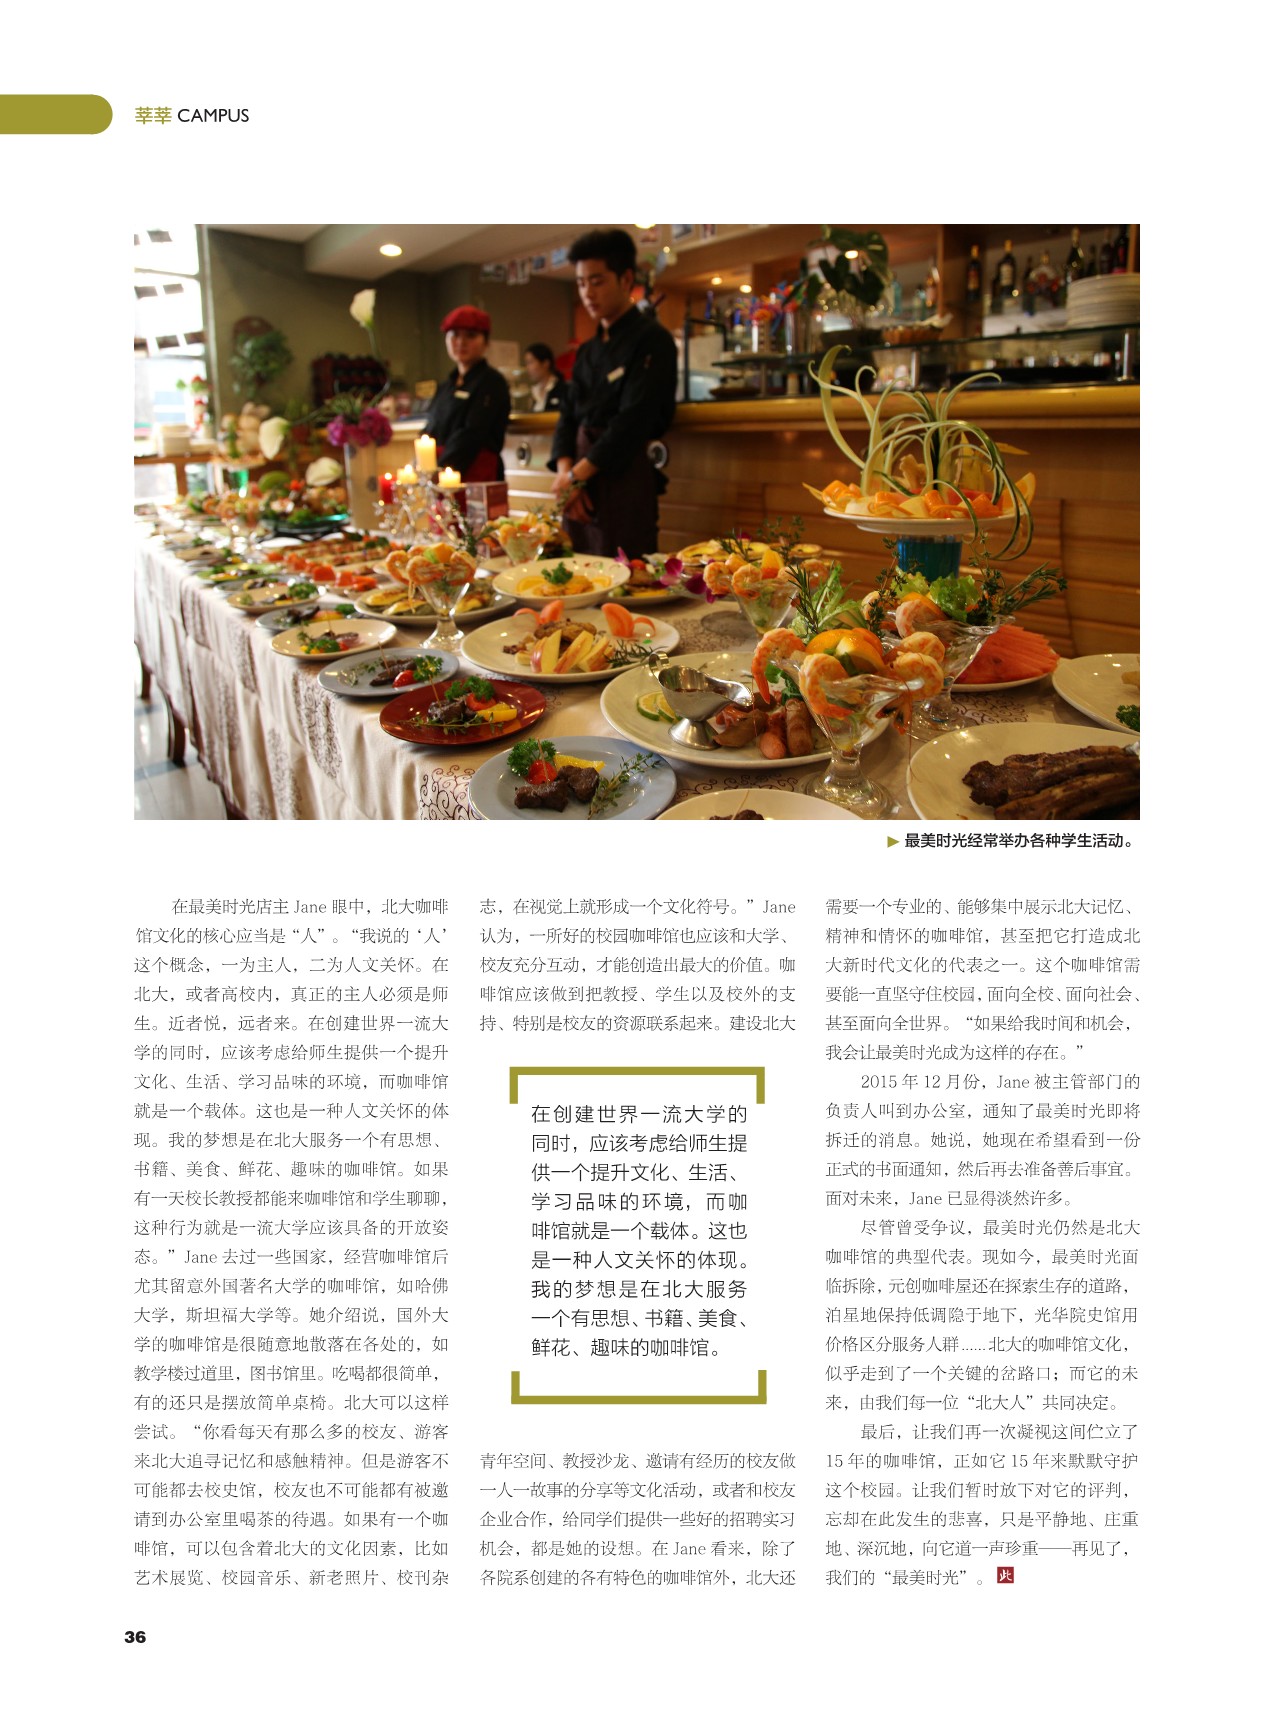 莘莘 CAMPUS
▶ 最美时光经常举办各种学生活动。
在最美时光店主 Jane 眼中，北大咖啡
馆文化的核心应当是“人”。“我说的‘人’
这个概念，一为主人，二为人文关怀。在
北大，或者高校内，真正的主人必须是师
生。近者悦，远者来。在创建世界一流大
学的同时，应该考虑给师生提供一个提升
文化、生活、学习品味的环境，而咖啡馆
就是一个载体。这也是一种人文关怀的体
现。我的梦想是在北大服务一个有思想、
书籍、美食、鲜花、趣味的咖啡馆。如果
有一天校长教授都能来咖啡馆和学生聊聊，
这种行为就是一流大学应该具备的开放姿
态。”Jane 去过一些国家，经营咖啡馆后
尤其留意外国著名大学的咖啡馆，如哈佛
大学，斯坦福大学等。她介绍说，国外大
学的咖啡馆是很随意地散落在各处的，如
教学楼过道里，图书馆里。吃喝都很简单，
有的还只是摆放简单桌椅。北大可以这样
尝试。“你看每天有那么多的校友、游客
来北大追寻记忆和感触精神。但是游客不
可能都去校史馆，校友也不可能都有被邀
请到办公室里喝茶的待遇。如果有一个咖
啡馆，可以包含着北大的文化因素，比如
艺术展览、校园音乐、新老照片、校刊杂
志，在视觉上就形成一个文化符号。”Jane
认为，一所好的校园咖啡馆也应该和大学、
校友充分互动，才能创造出最大的价值。咖
啡馆应该做到把教授、学生以及校外的支
持、特别是校友的资源联系起来。建设北大
在创建世界一流大学的
同时，应该考虑给师生提
供一个提升文化、生活、
学习品味的环境，而咖
啡馆就是一个载体。这也
是一种人文关怀的体现。
我的梦想是在北大服务
一个有思想、书籍、美食、
鲜花、趣味的咖啡馆。
青年空间、教授沙龙、邀请有经历的校友做
一人一故事的分享等文化活动，或者和校友
企业合作，给同学们提供一些好的招聘实习
机会，都是她的设想。在 Jane 看来，除了
各院系创建的各有特色的咖啡馆外，北大还
需要一个专业的、能够集中展示北大记忆、
精神和情怀的咖啡馆，甚至把它打造成北
大新时代文化的代表之一。这个咖啡馆需
要能一直坚守住校园，面向全校、面向社会、
甚至面向全世界。“如果给我时间和机会，
我会让最美时光成为这样的存在。”
2015 年 12 月份，Jane 被主管部门的
负责人叫到办公室，通知了最美时光即将
拆迁的消息。她说，她现在希望看到一份
正式的书面通知，然后再去准备善后事宜。
面对未来，Jane 已显得淡然许多。
尽管曾受争议，最美时光仍然是北大
咖啡馆的典型代表。现如今，最美时光面
临拆除，元创咖啡屋还在探索生存的道路，
泊星地保持低调隐于地下，光华院史馆用
价格区分服务人群……北大的咖啡馆文化，
似乎走到了一个关键的岔路口；而它的未
来，由我们每一位“北大人”共同决定。
最后，让我们再一次凝视这间伫立了
15 年的咖啡馆，正如它 15 年来默默守护
这个校园。让我们暂时放下对它的评判，
忘却在此发生的悲喜，只是平静地、庄重
地、深沉地，向它道一声珍重——再见了，
我们的“最美时光”。此
36